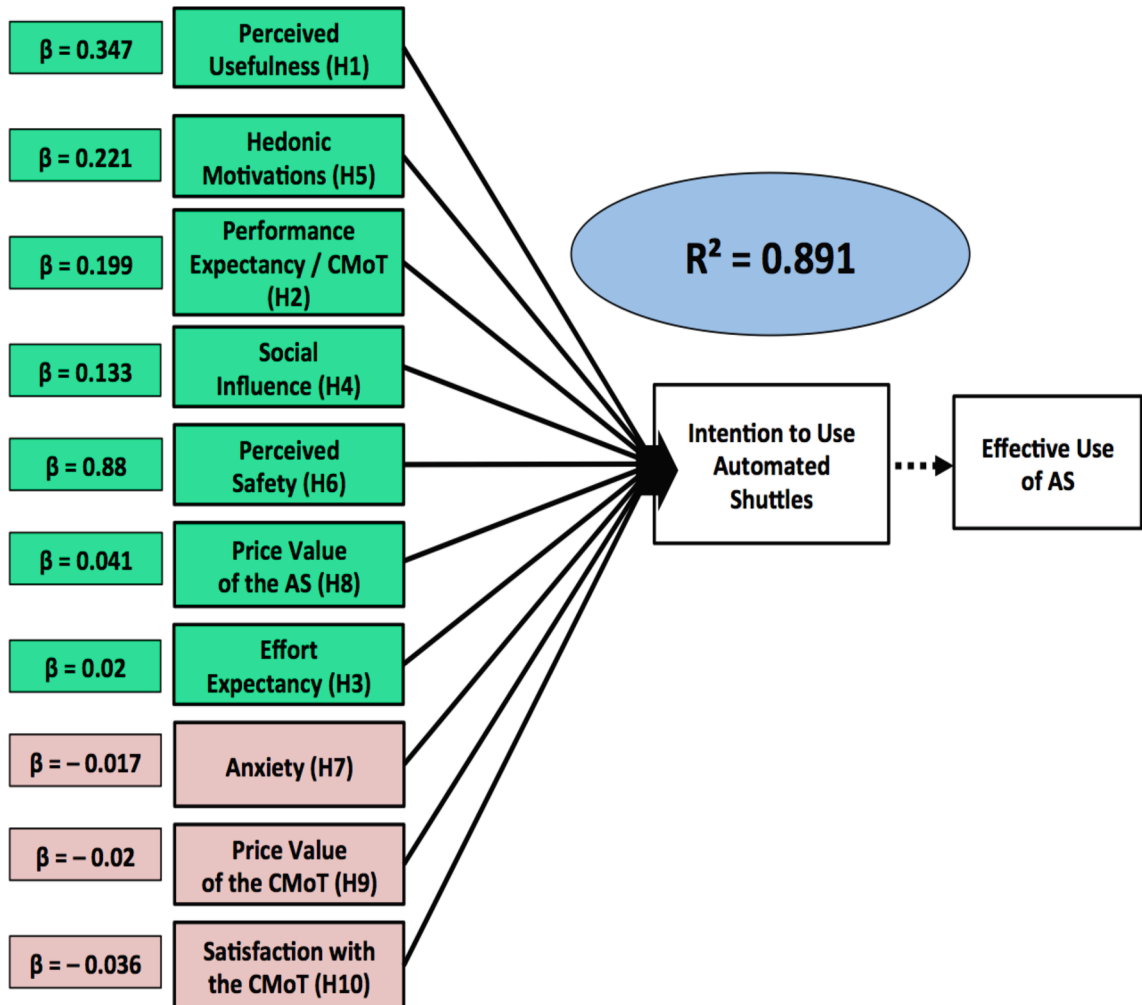 β = 0.347
Perceived
Usefulness (H1)
β = 0.221
Hedonic
Motivations (H5)
β = 0.199
Performance
Expectancy / CMoT
(H2)
β = 0.133
Social
Influence (H4)
β = 0.88
Perceived
Safety (H6)
β = 0.041
Price Value
of the AS (H8)
β = 0.02
Effort
Expectancy (H3)
β = – 0.017
Anxiety (H7)
β = – 0.02
Price Value
of the CMoT (H9)
β = – 0.036
Satisfaction with
the CMoT (H10)
R² = 0.891
Intention to Use
Automated
Shuttles
Effective Use
of AS